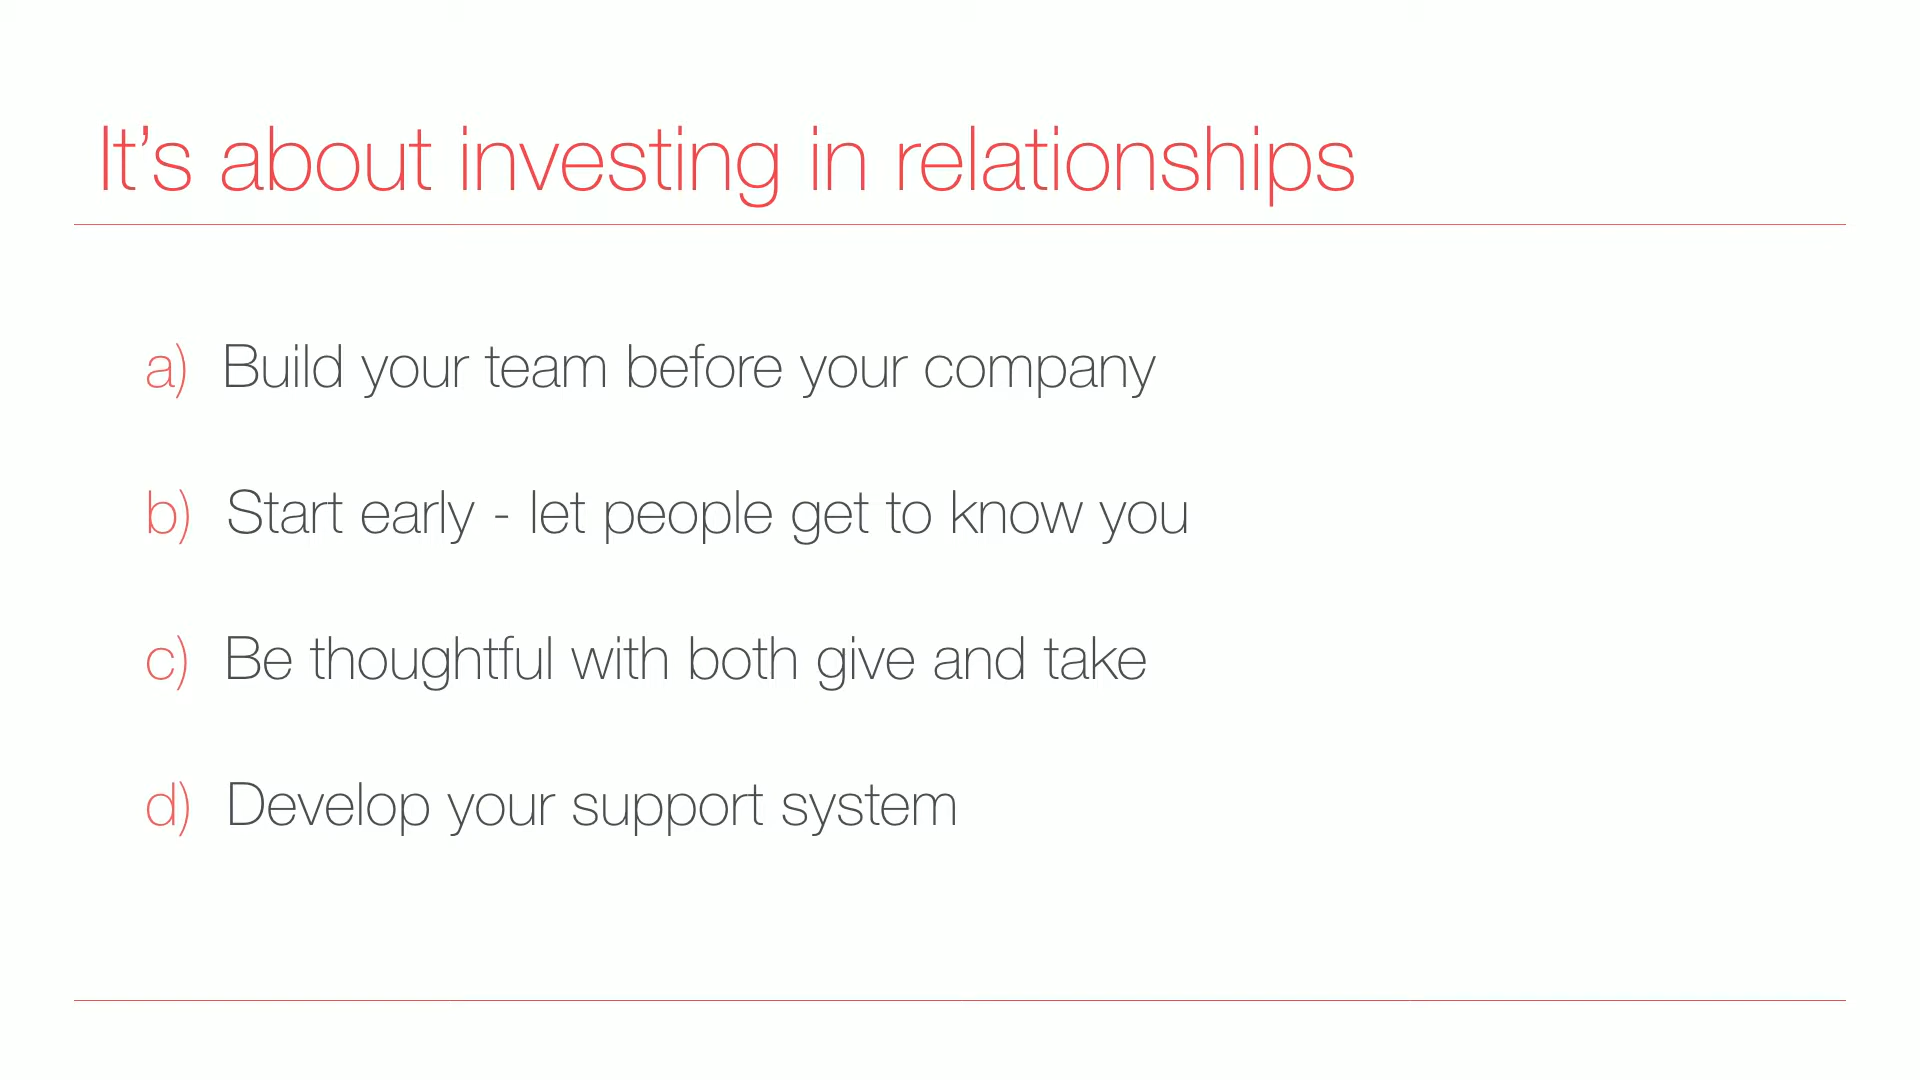 It’s about investing in relationships
a) Build your team before your company
b) Start early - let people get to know you
c) Be thoughtful with both give and take
d) Develop your support system